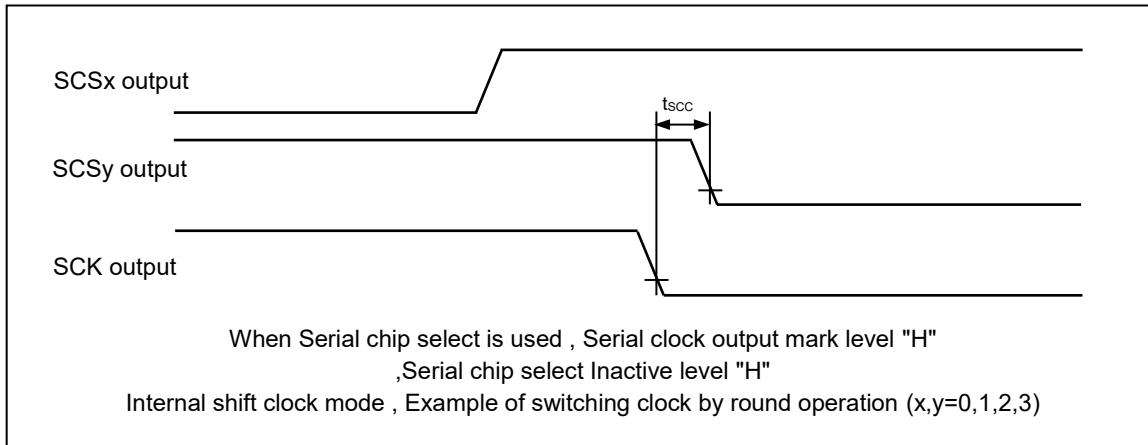 SCSx output
tSCC
SCSy output
SCK output
When Serial chip select is used , Serial clock output mark level "H"
,Serial chip select Inactive level "H"
Internal shift clock mode , Example of switching clock by round operation (x,y=0,1,2,3)